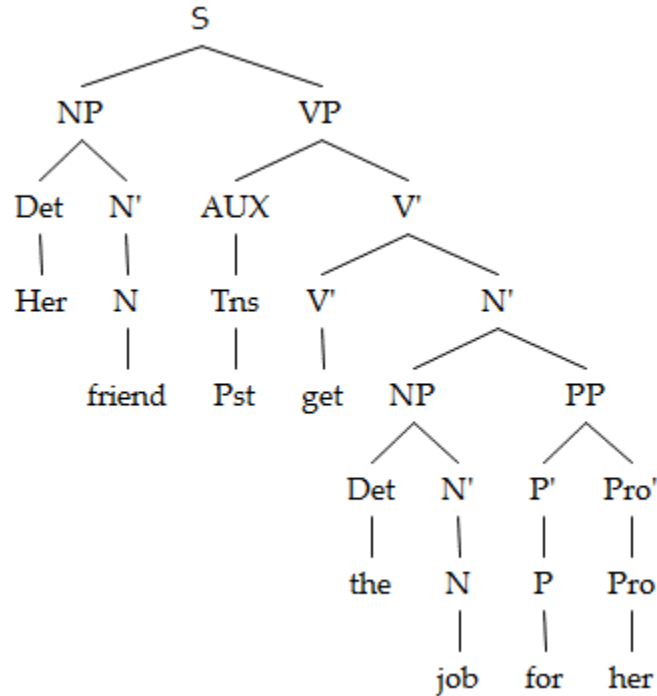 S
NP VP
Det N' AUX V'
Her N Tns V' N'
friend Pst get NP PP
Det N' P' Pro'
the N P Pro
job for her